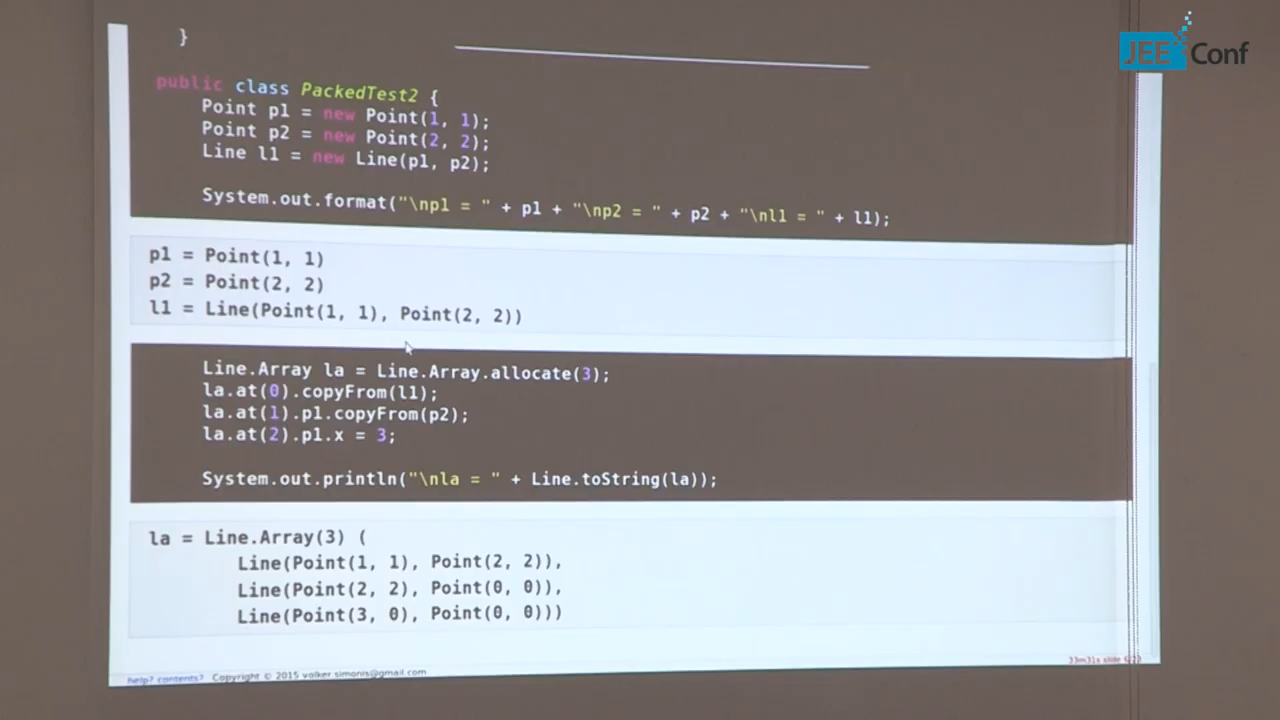 JEEConf
}
public class PackedTest2 {
Point p1 = new Point(1, 1);
Point p2 = new Point(2, 2);
Line l1 = new Line(p1, p2);
System.out.format("\np1 = " + p1 + "\np2 = " + p2 + "\nl1 = " + l1);
p1 = Point(1, 1)
p2 = Point(2, 2)
l1 = Line(Point(1, 1), Point(2, 2))
Line.Array la = Line.Array.allocate(3);
la.at(0).copyFrom(l1);
la.at(1).p1.copyFrom(p2);
la.at(2).p1.x = 3;
System.out.println("\nla = " + Line.toString(la));
la = Line.Array(3) (
Line(Point(1, 1), Point(2, 2)),
Line(Point(2, 2), Point(0, 0)),
Line(Point(3, 0), Point(0, 0)))
33m31s slide
help? contents? Copyright © 2015 volker.simonis@gmail.com